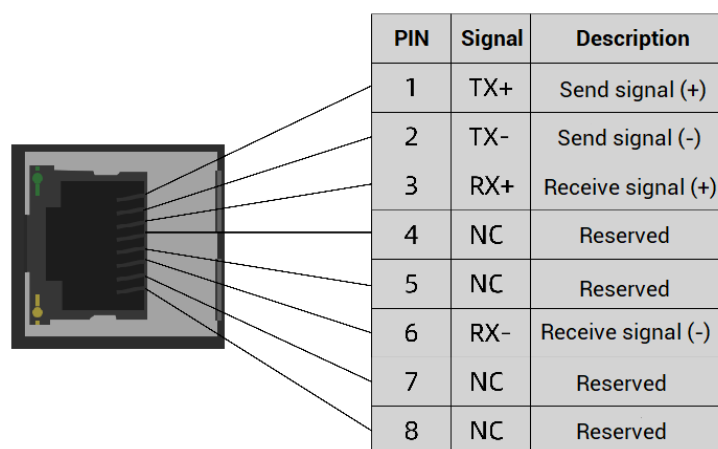 PIN Signal Description
1 TX+ Send signal (+)
2 TX- Send signal (-)
3 RX+ Receive signal (+)
4 NC Reserved
5 NC Reserved
6 RX- Receive signal (-)
7 NC Reserved
8 NC Reserved